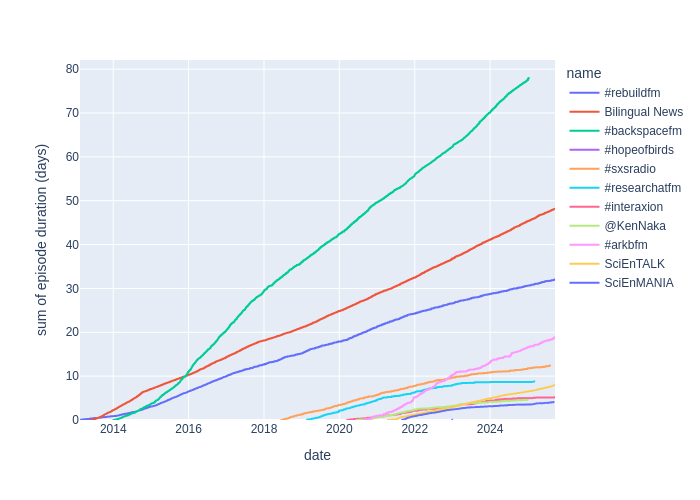 80
70
60
50
40
30
20
10
0
sum of episode duration (days)
2014 2016 2018 2020 2022 2024
date
name
#rebuildfm
Bilingual News
#backspacefm
#hopeofbirds
#sxsradio
#researchatfm
#interaxion
@KenNaka
#arkbfm
SciEnTALK
SciEnMANIA